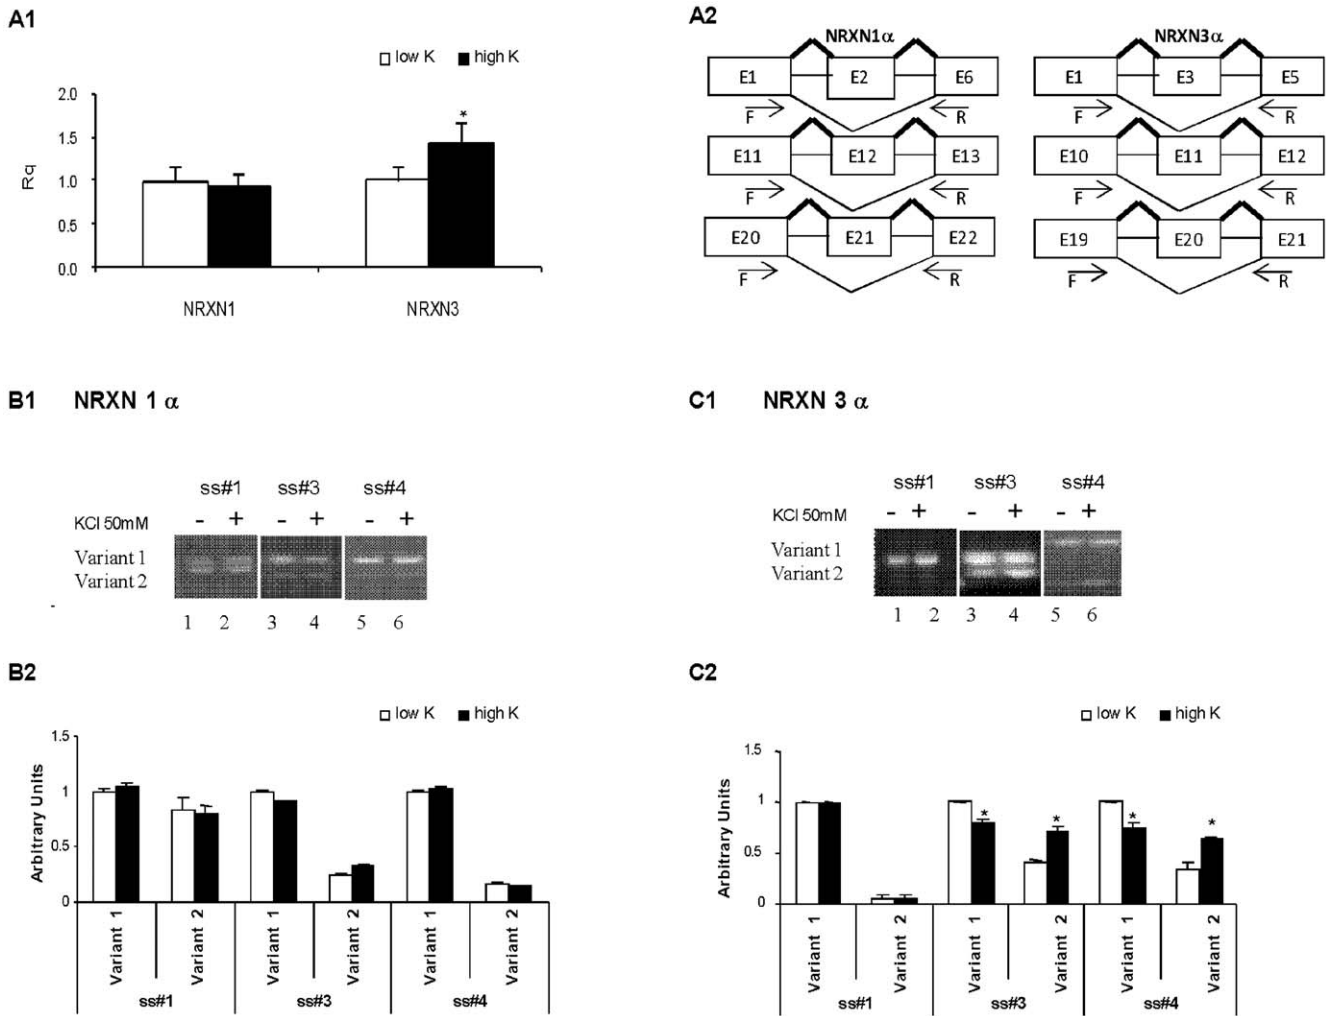 A1
low K high K
2.0
1.5
1.0
0.5
0.0
Rq
*
NRXN1 NRXN3
A2
NRXN1α NRXN3α
E1 E2 E6 E1 E3 E5
F R F R
E11 E12 E13 E10 E11 E12
F R F R
E20 E21 E22 E19 E20 E21
F R F R
B1 NRXN 1 α
ss#1 ss#3 ss#4
KCl 50mM - + - + - +
Variant 1
Variant 2
1 2 3 4 5 6
C1 NRXN 3 α
ss#1 ss#3 ss#4
KCl 50mM - + - + - +
Variant 1
Variant 2
1 2 3 4 5 6
B2
low K high K
Arbitrary Units
1.5
1
0.5
0
Variant 1 Variant 2 Variant 1 Variant 2 Variant 1 Variant 2
ss#1 ss#3 ss#4
C2
low K high K
Arbitrary Units
1.5
1
0.5
0
* * * *
Variant 1 Variant 2 Variant 1 Variant 2 Variant 1 Variant 2
ss#1 ss#3 ss#4